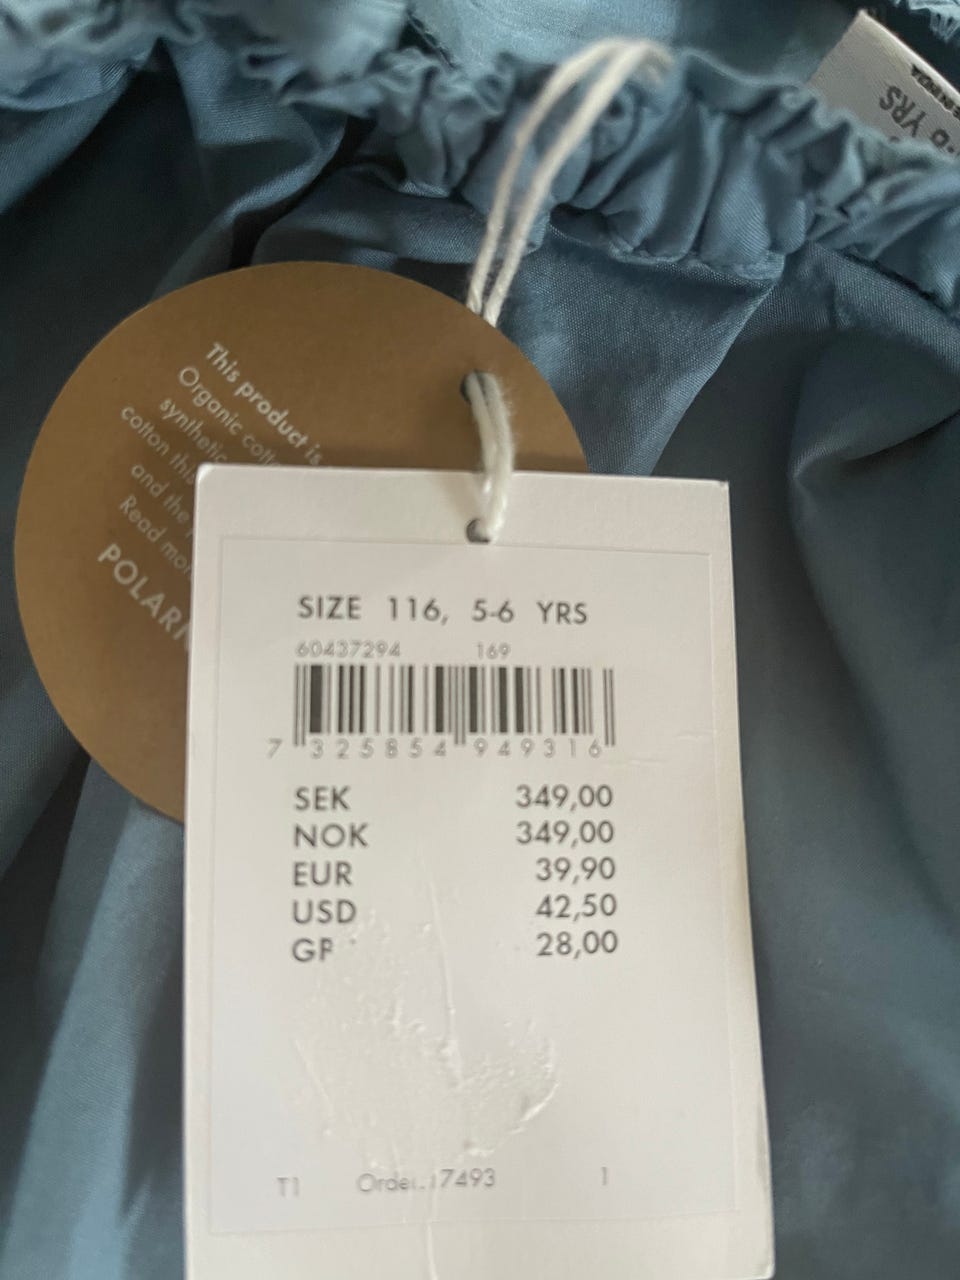 This product is
Organic
synthetic
cotton this
and the
Read
POLARN
SIZE 116, 5-6 YRS
60437294 169
7 325854 949316
SEK 349,00
NOK 349,00
EUR 39,90
USD 42,50
28,00
T1 17493 1
YRS